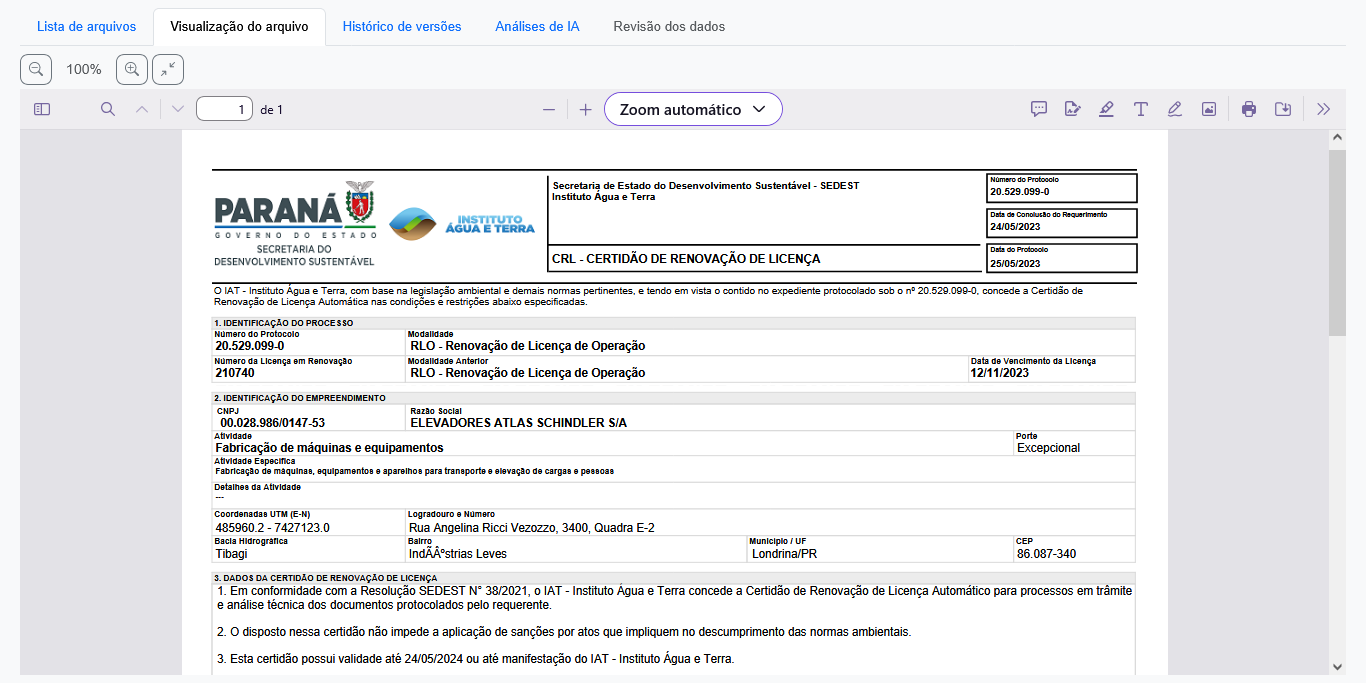 Lista de arquivos
Visualização do arquivo
Histórico de versões
Análises de IA
Revisão dos dados
100%
1 de 1
Zoom automático
PARANÁ
GOVERNO DO ESTADO
SECRETARIA DO
DESENVOLVIMENTO SUSTENTÁVEL
INSTITUTO
ÁGUA E TERRA
Secretaria de Estado do Desenvolvimento Sustentável - SEDEST
Instituto Água e Terra
CRL - CERTIDÃO DE RENOVAÇÃO DE LICENÇA
Número do Protocolo
20.529.099-0
Data de Conclusão do Requerimento
24/05/2023
Data do Protocolo
25/05/2023
O IAT - Instituto Água e Terra, com base na legislação ambiental e demais normas pertinentes, e tendo em vista o contido no expediente protocolado sob o nº 20.529.099-0, concede a Certidão de
Renovação de Licença Automática nas condições e restrições abaixo especificadas.
1. IDENTIFICAÇÃO DO PROCESSO
Número do Protocolo
20.529.099-0
Modalidade
RLO - Renovação de Licença de Operação
Número da Licença em Renovação
210740
Modalidade Anterior
RLO - Renovação de Licença de Operação
Data de Vencimento da Licença
12/11/2023
2. IDENTIFICAÇÃO DO EMPREENDIMENTO
CNPJ
00.028.986/0147-53
Razão Social
ELEVADORES ATLAS SCHINDLER S/A
Atividade
Fabricação de máquinas e equipamentos
Porte
Excepcional
Atividade Específica
Fabricação de máquinas, equipamentos e aparelhos para transporte e elevação de cargas e pessoas
Detalhes da Atividade
---
Coordenadas UTM (E-N)
485960.2 - 7427123.0
Logradouro e Número
Rua Angelina Ricci Vezozzo, 3400, Quadra E-2
Bacia Hidrográfica
Tibagi
Bairro
IndÃÂºstrias Leves
Município / UF
Londrina/PR
CEP
86.087-340
3. DADOS DA CERTIDÃO DE RENOVAÇÃO DE LICENÇA
1. Em conformidade com a Resolução SEDEST N° 38/2021, o IAT - Instituto Água e Terra concede a Certidão de Renovação de Licença Automático para processos em trâmite
e análise técnica dos documentos protocolados pelo requerente.
2. O disposto nessa certidão não impede a aplicação de sanções por atos que impliquem no descumprimento das normas ambientais.
3. Esta certidão possui validade até 24/05/2024 ou até manifestação do IAT - Instituto Água e Terra.